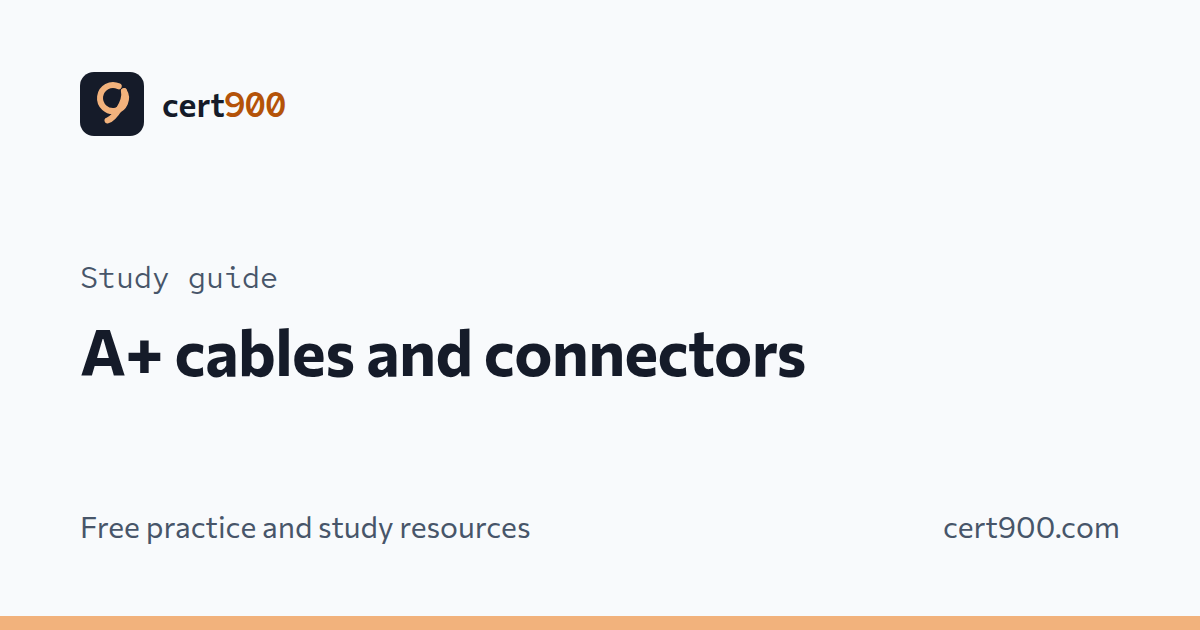 cert900
Study guide
A+ cables and connectors
Free practice and study resources
cert900.com